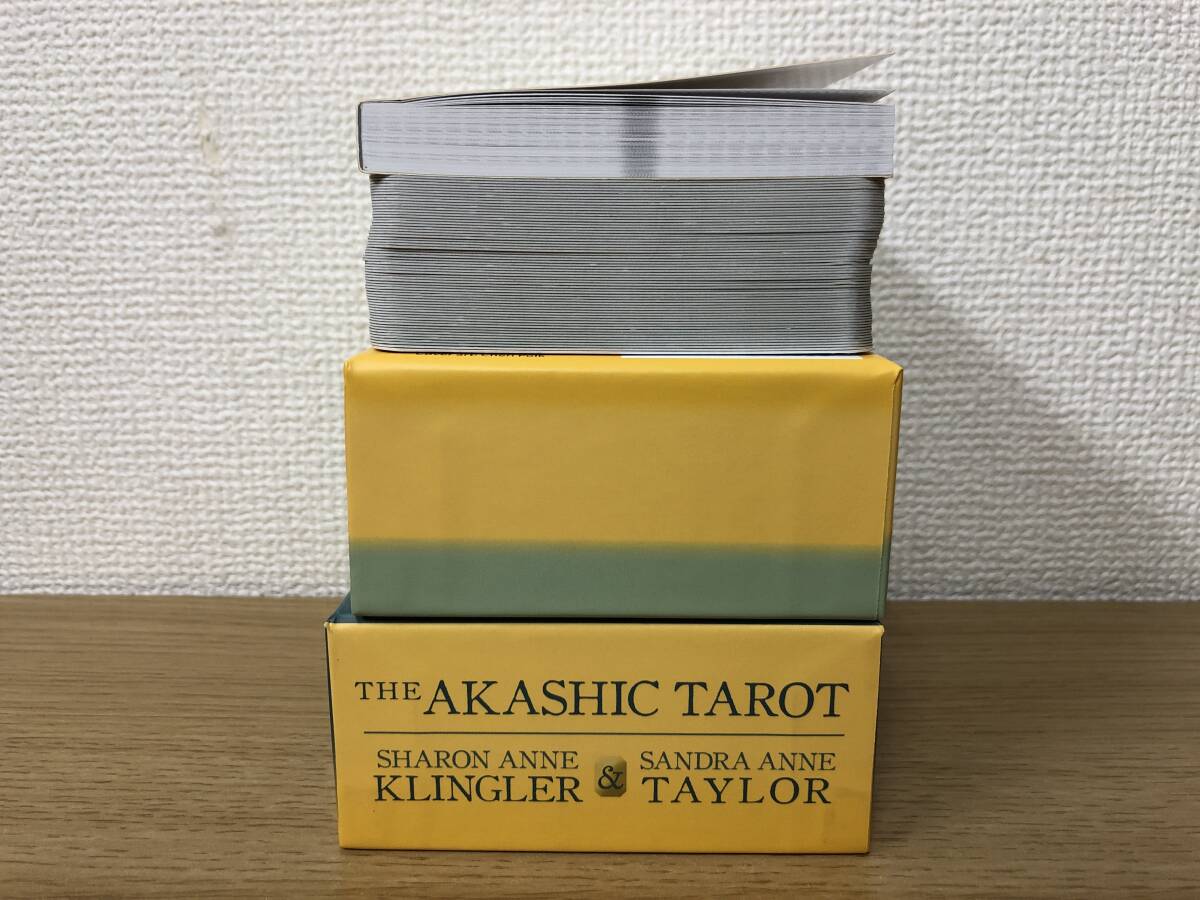 THE AKASHIC TAROT
SHARON ANNE
KLINGLER
&
SANDRA ANNE
TAYLOR